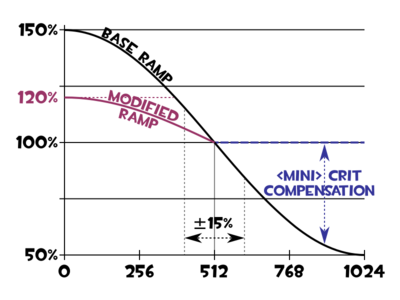 150%
BASE RAMP
120%
MODIFIED
RAMP
100%
<MINI> CRIT
COMPENSATION
±15%
50%
0 256 512 768 1024